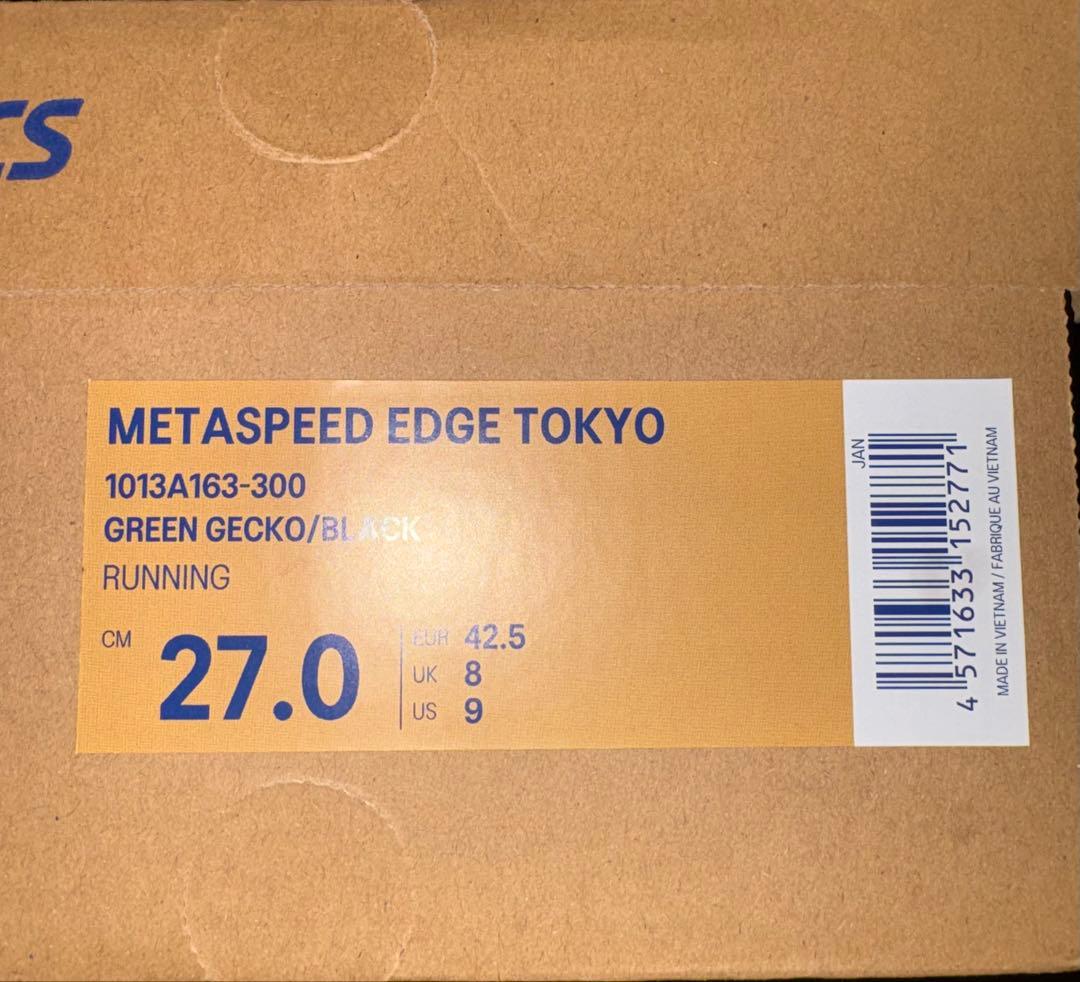 CS
METASPEED EDGE TOKYO
1013A163-300
GREEN GECKO/BLACK
RUNNING
CM 27.0
EUR 42.5
UK 8
US 9
JAN
4 571633 152771
MADE IN VIETNAM / FABRIQUE AU VIETNAM